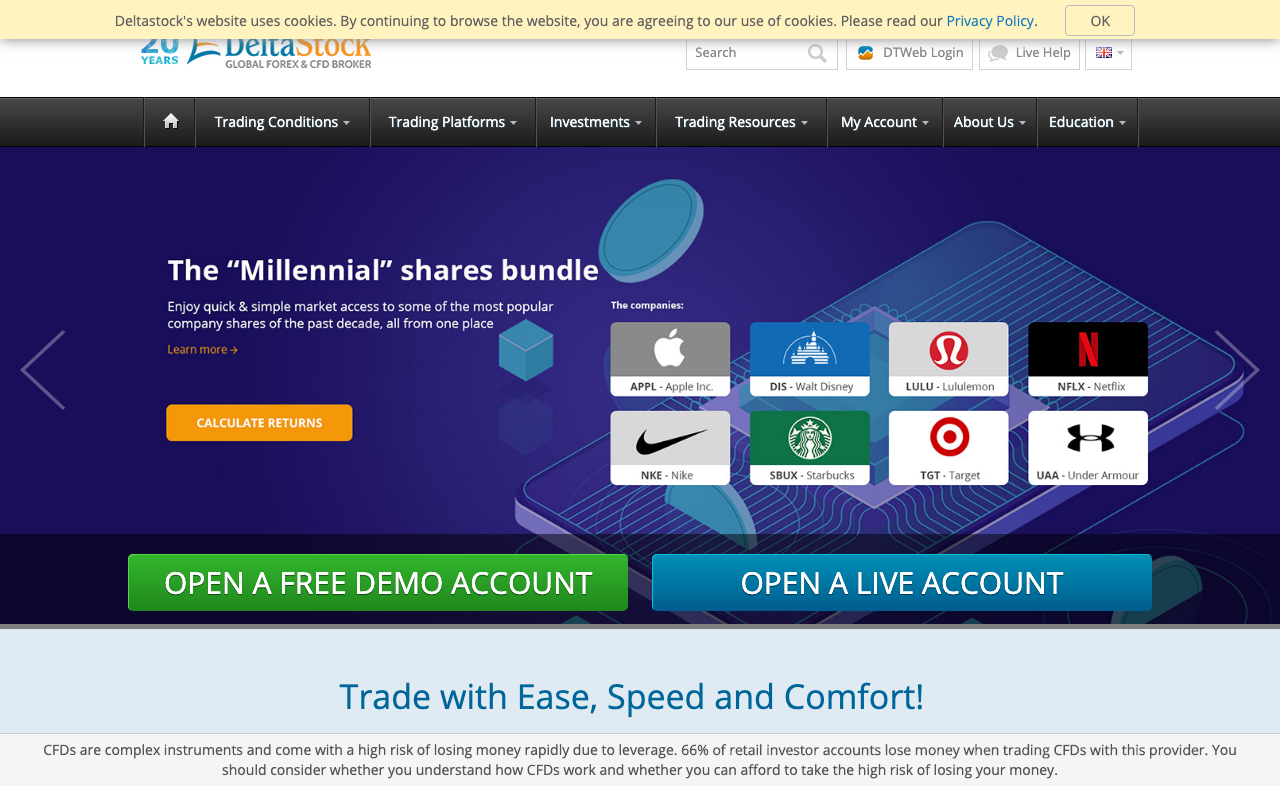 Deltastock's website uses cookies. By continuing to browse the website, you are agreeing to our use of cookies. Please read our Privacy Policy.
OK
20 YEARS
DeltaStock
GLOBAL FOREX & CFD BROKER
Search
DTWeb Login
Live Help
Trading Conditions
Trading Platforms
Investments
Trading Resources
My Account
About Us
Education
The “Millennial” shares bundle
Enjoy quick & simple market access to some of the most popular
company shares of the past decade, all from one place
Learn more →
CALCULATE RETURNS
The companies:
APPL - Apple Inc.
DIS - Walt Disney
LULU - Lululemon
NFLX - Netflix
NKE - Nike
SBUX - Starbucks
TGT - Target
UAA - Under Armour
OPEN A FREE DEMO ACCOUNT
OPEN A LIVE ACCOUNT
Trade with Ease, Speed and Comfort!
CFDs are complex instruments and come with a high risk of losing money rapidly due to leverage. 66% of retail investor accounts lose money when trading CFDs with this provider. You
should consider whether you understand how CFDs work and whether you can afford to take the high risk of losing your money.